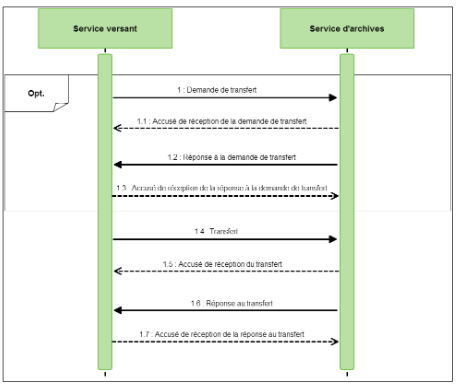 Service versant
Service d'archives
Opt.
1 : Demande de transfert
1.1 : Accusé de réception de la demande de transfert
1.2 : Réponse à la demande de transfert
1.3 : Accusé de réception de la réponse à la demande de transfert
1.4 : Transfert
1.5 : Accusé de réception du transfert
1.6 : Réponse au transfert
1.7 : Accusé de réception de la réponse au transfert